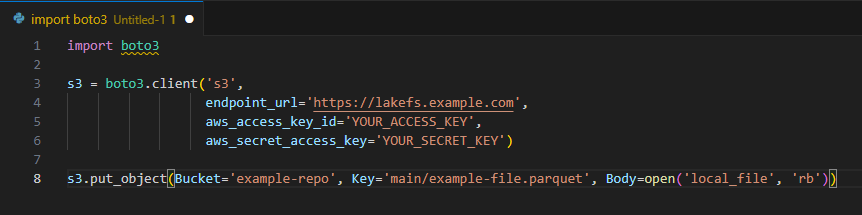 import boto3 Untitled-1 1
1 import boto3
2
3 s3 = boto3.client('s3',
4 endpoint_url='https://lakefs.example.com',
5 aws_access_key_id='YOUR_ACCESS_KEY',
6 aws_secret_access_key='YOUR_SECRET_KEY')
7
8 s3.put_object(Bucket='example-repo', Key='main/example-file.parquet', Body=open('local_file', 'rb'))